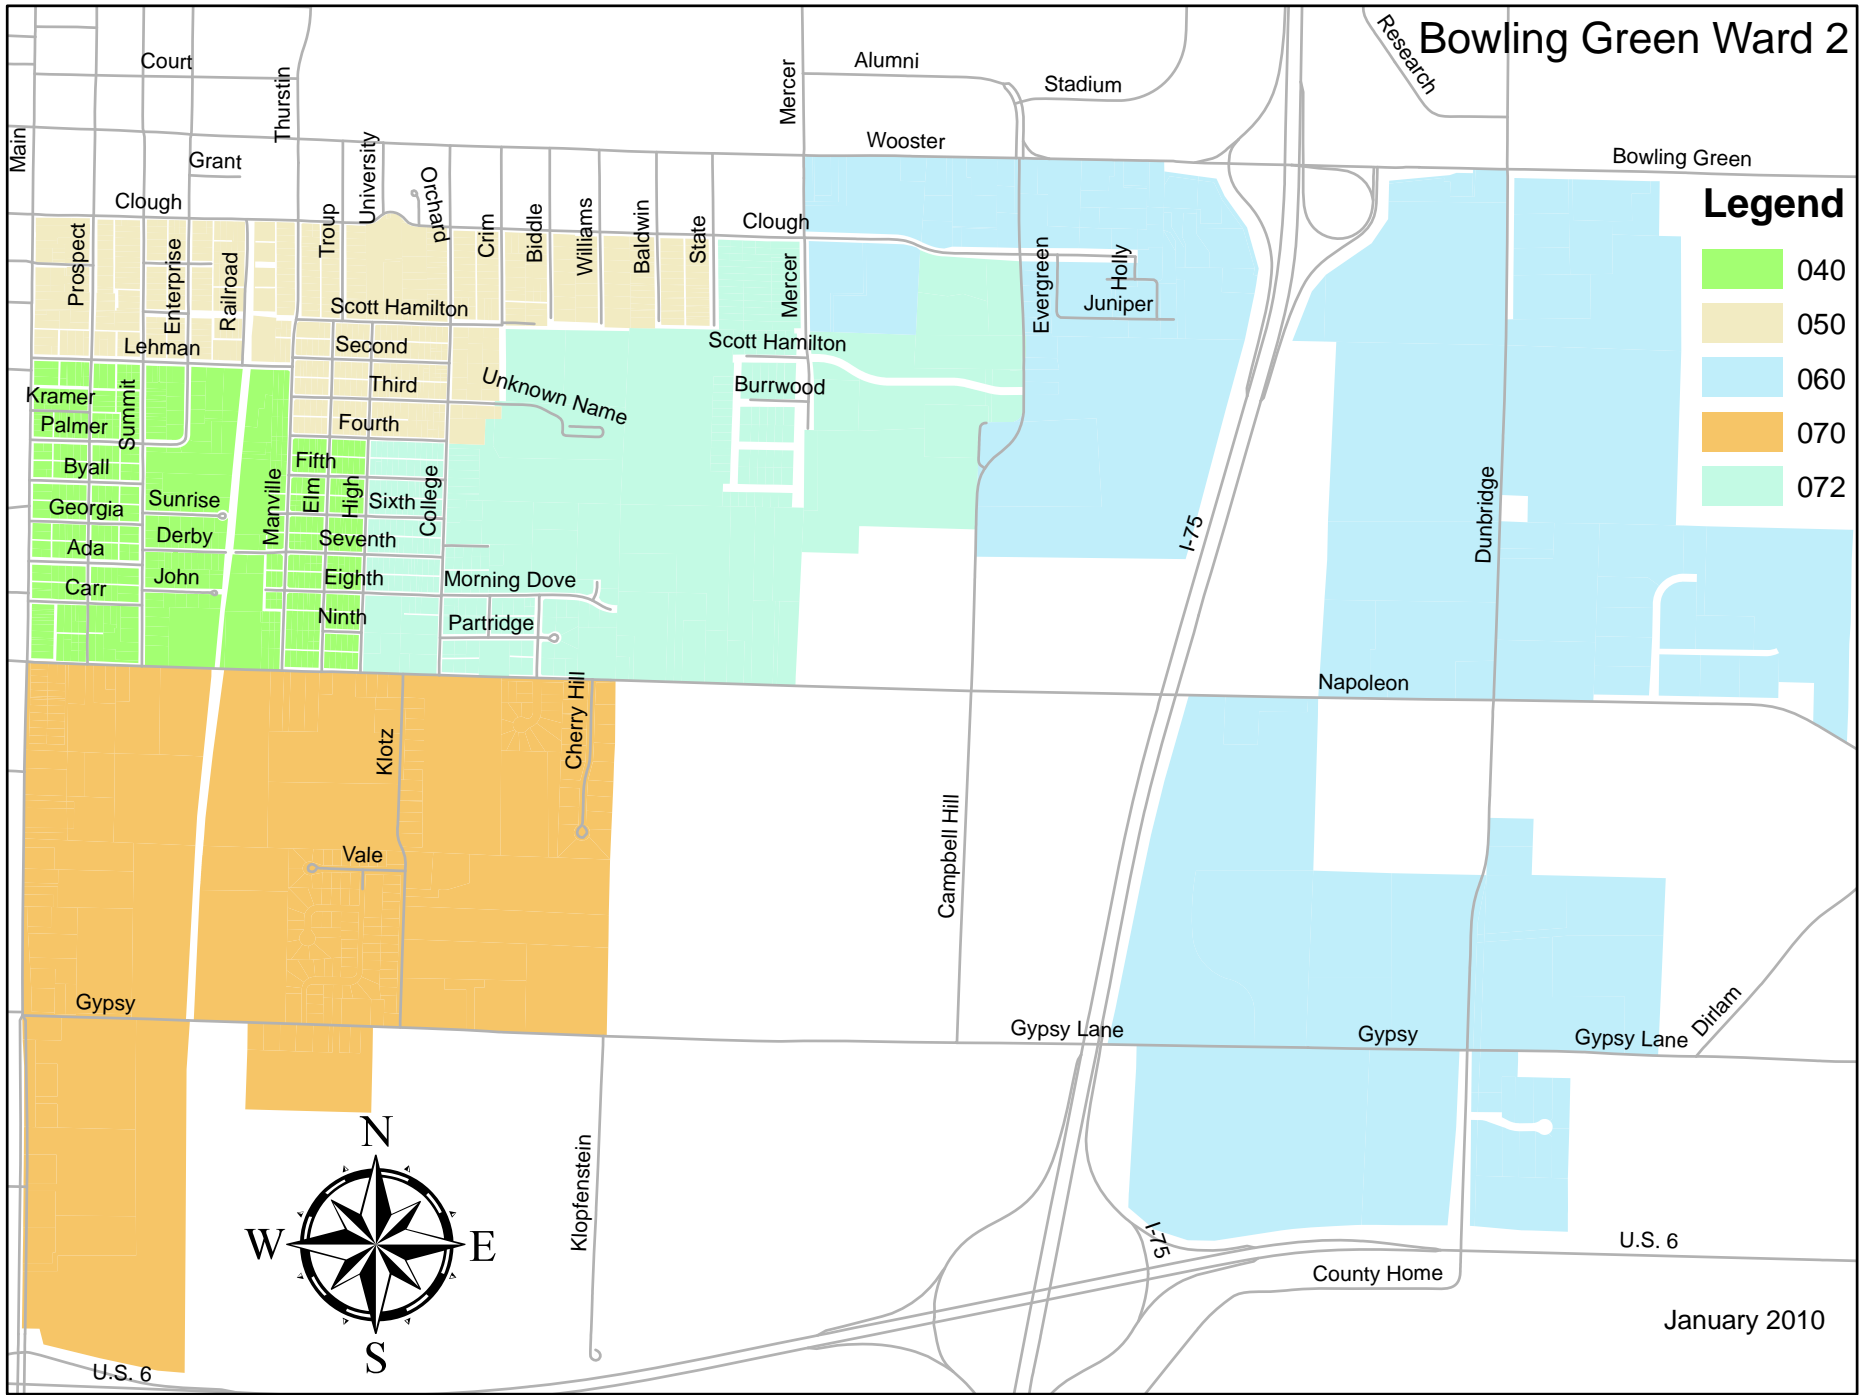 Bowling Green Ward 2
Court
Thurstin
Mercer
Alumni
Stadium
Research
Main
Grant
University
Orchard
Wooster
Bowling Green
Clough
Prospect
Enterprise
Railroad
Troup
Crim
Biddle
Williams
Baldwin
State
Clough
Mercer
Evergreen
Holly
Juniper
Legend
040
050
060
070
072
Scott Hamilton
Lehman
Second
Third
Fourth
Unknown Name
Scott Hamilton
Burrwood
Kramer
Palmer
Summit
Byall
Georgia
Ada
Carr
Sunrise
Derby
John
Manville
Elm
High
College
Fifth
Sixth
Seventh
Eighth
Ninth
Morning Dove
Partridge
I-75
Dunbridge
Napoleon
Klotz
Cherry Hill
Vale
Campbell Hill
Gypsy
Gypsy Lane
Gypsy
Gypsy Lane
Dirlam
Klopfenstein
N
W
E
S
I-75
U.S. 6
County Home
U.S. 6
January 2010